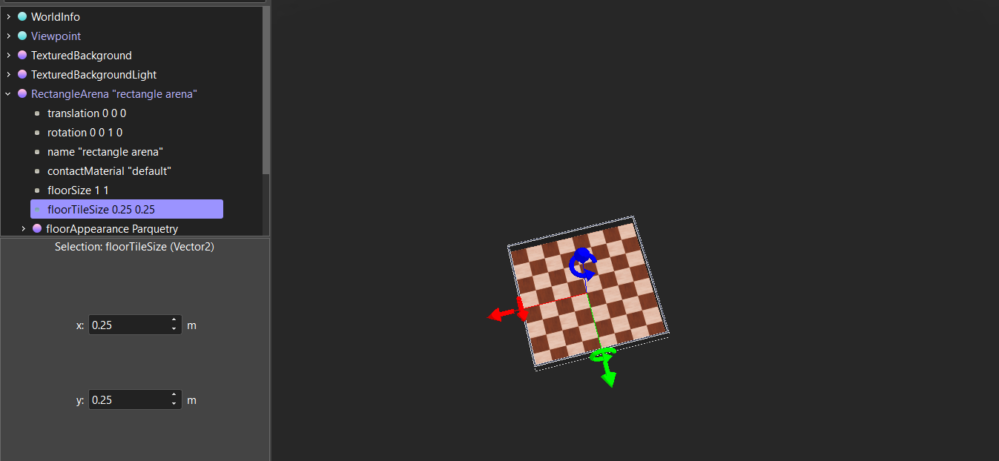 WorldInfo
Viewpoint
TexturedBackground
TexturedBackgroundLight
RectangleArena "rectangle arena"
translation 0 0 0
rotation 0 0 1 0
name "rectangle arena"
contactMaterial "default"
floorSize 1 1
floorTileSize 0.25 0.25
floorAppearance Parquetry
Selection: floorTileSize (Vector2)
x: 0.25 m
y: 0.25 m